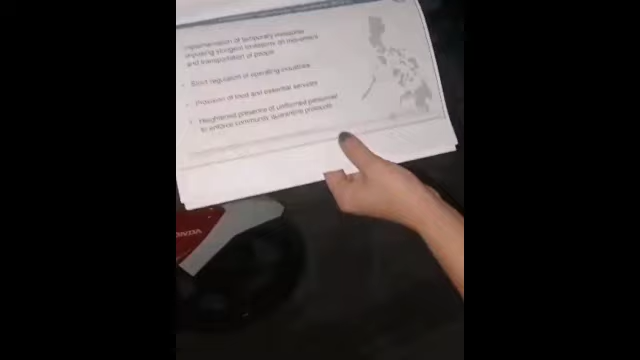 Implementation of temporary measures
imposing stringent limitations on movement
and transportation of people
Strict regulation of operating industries
Provision of food and essential services
Heightened presence of uniformed personnel
to enforce community quarantine protocols
HONDA